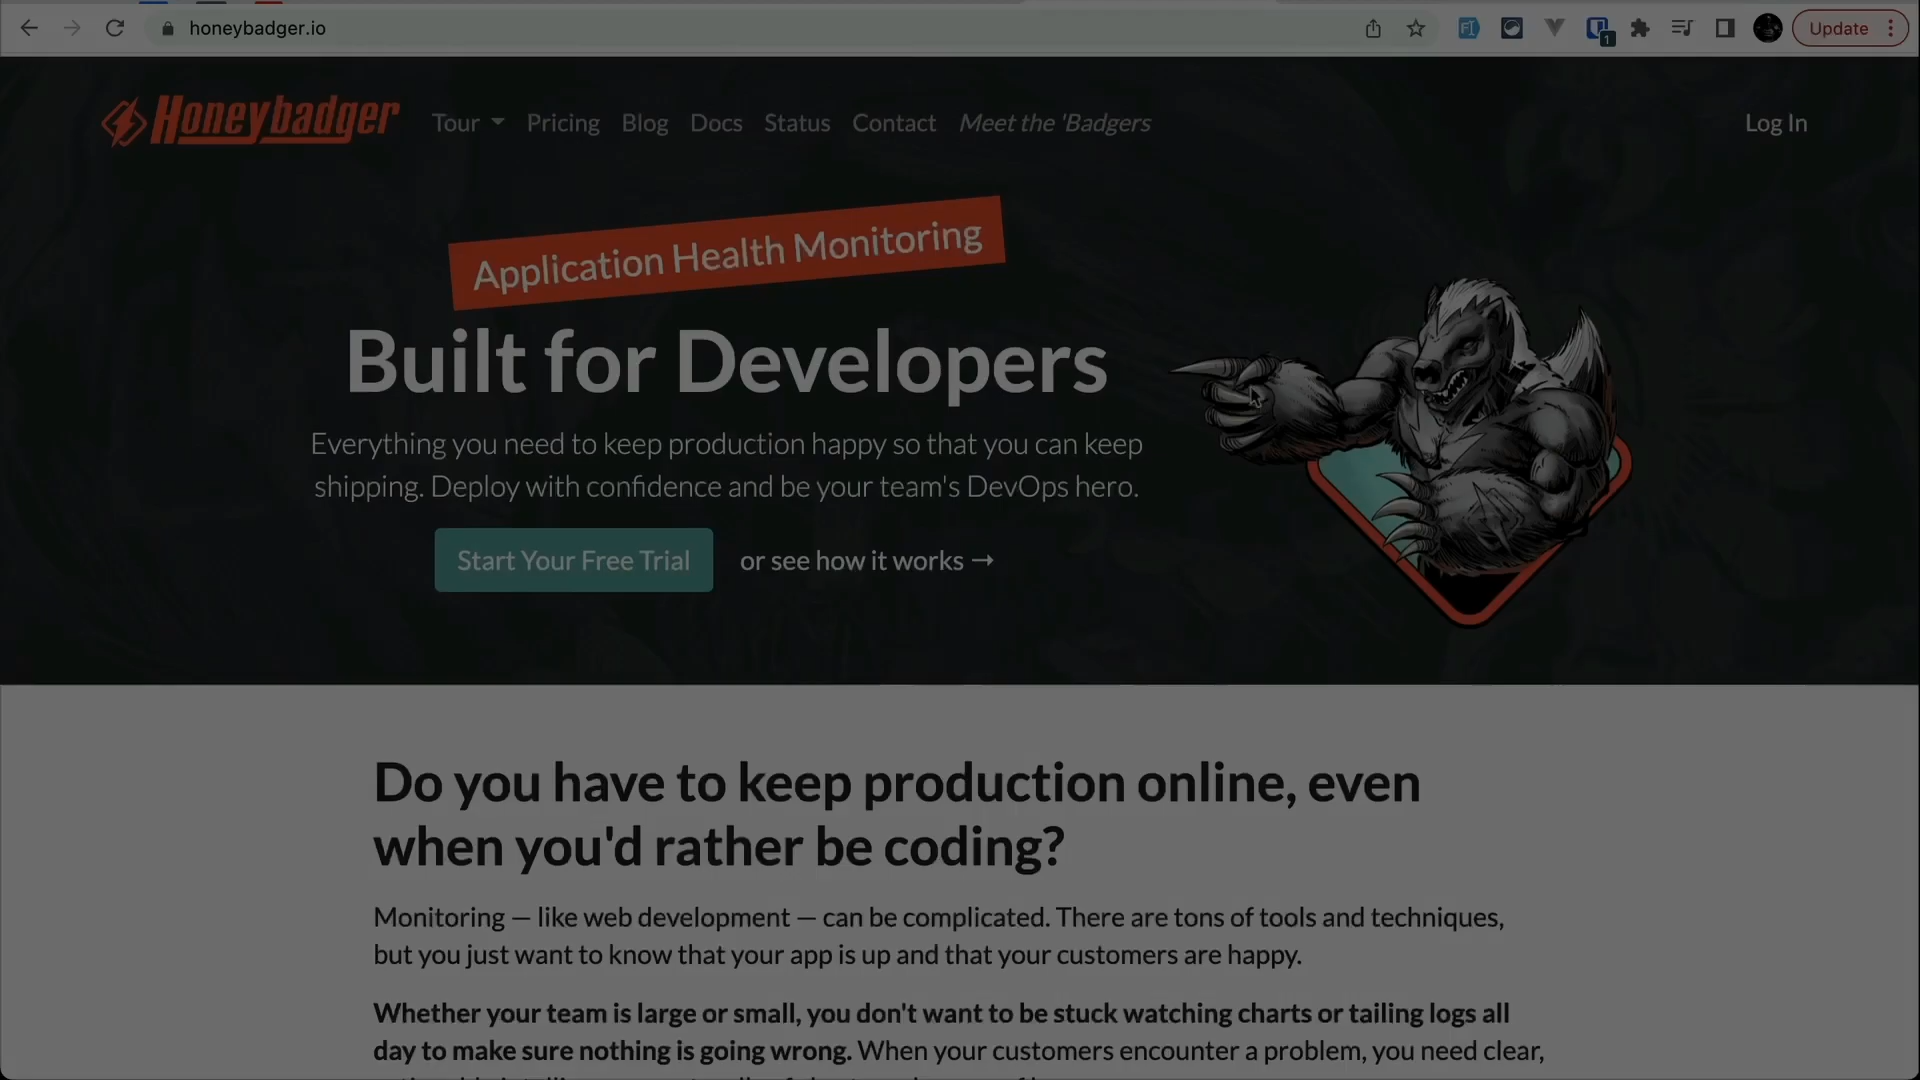 honeybadger.io
1
Update
Honeybadger
Tour
Pricing
Blog
Docs
Status
Contact
Meet the 'Badgers
Log In
Application Health Monitoring
Built for Developers
Everything you need to keep production happy so that you can keep
shipping. Deploy with confidence and be your team's DevOps hero.
Start Your Free Trial
or see how it works →
Do you have to keep production online, even
when you'd rather be coding?
Monitoring — like web development — can be complicated. There are tons of tools and techniques,
but you just want to know that your app is up and that your customers are happy.
Whether your team is large or small, you don't want to be stuck watching charts or tailing logs all
day to make sure nothing is going wrong. When your customers encounter a problem, you need clear,